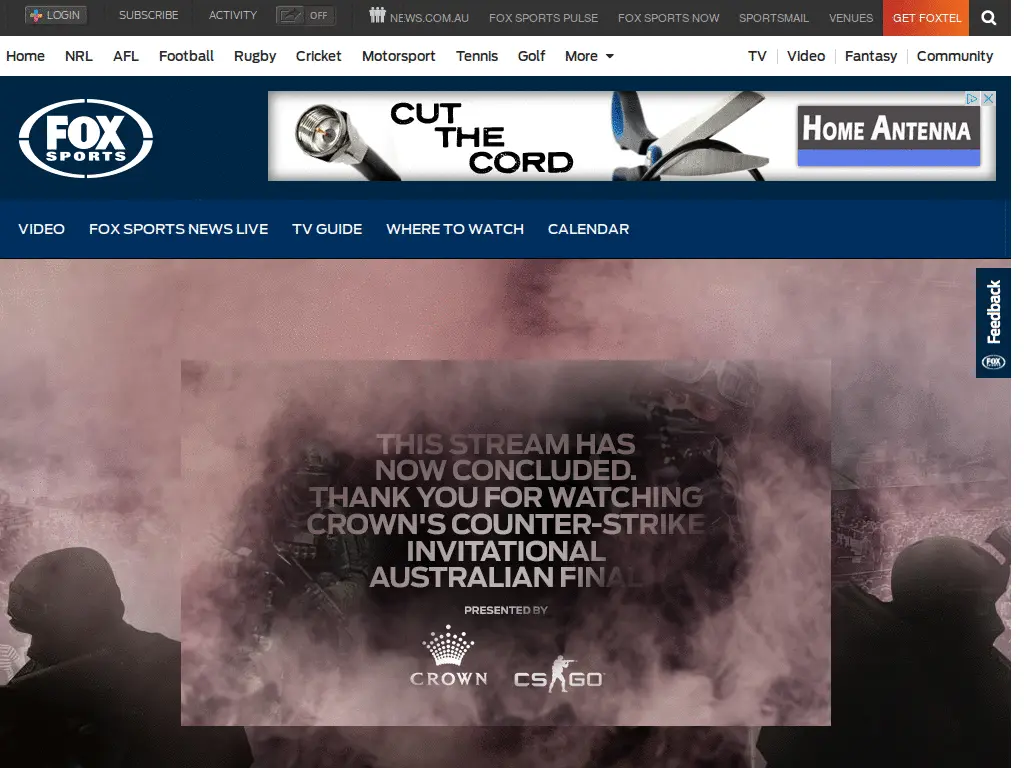 LOGIN SUBSCRIBE ACTIVITY OFF NEWS.COM.AU FOX SPORTS PULSE FOX SPORTS NOW SPORTSMAIL VENUES GET FOXTEL
Home NRL AFL Football Rugby Cricket Motorsport Tennis Golf More TV Video Fantasy Community
FOX
SPORTS
CUT
THE
CORD
HOME ANTENNA
VIDEO FOX SPORTS NEWS LIVE TV GUIDE WHERE TO WATCH CALENDAR
Feedback
THIS STREAM HAS
NOW CONCLUDED.
THANK YOU FOR WATCHING
CROWN'S COUNTER-STRIKE
INVITATIONAL
AUSTRALIAN FINAL
PRESENTED BY
CROWN CS GO